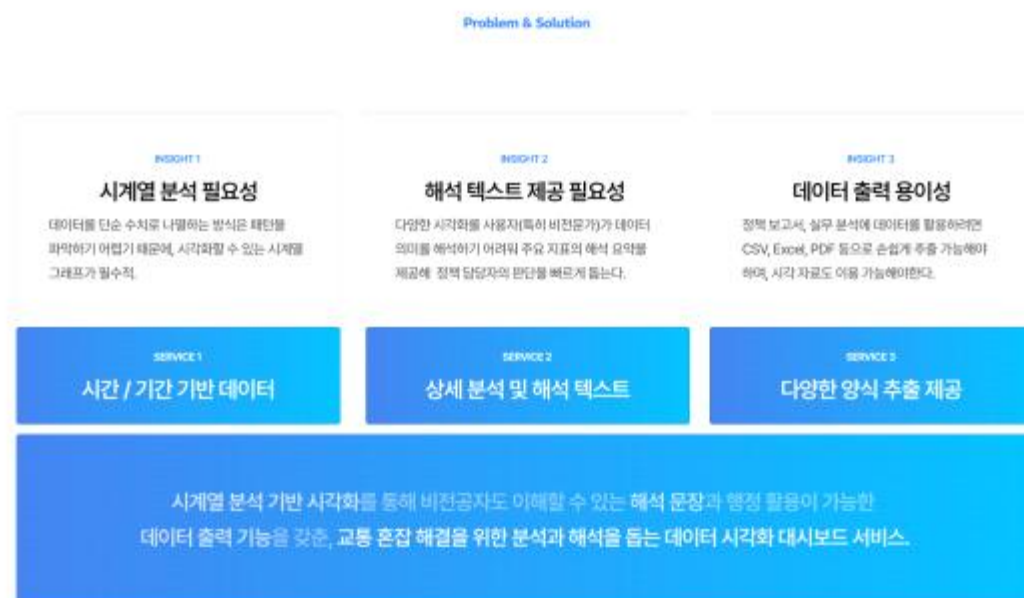 Problem & Solution
INSIGHT 1
시계열 분석 필요성
데이터를 단순 수치로 나열하는 방식은 패턴을
파악하기 어렵기 때문에, 시각화할 수 있는 시계열
그래프가 필수적.
INSIGHT 2
해석 텍스트 제공 필요성
다양한 시각화를 사용자(특히 비전문가)가 데이터
의미를 해석하기 어려워 주요 지표의 해석 요약을
제공해 정책 담당자의 판단을 빠르게 돕는다.
INSIGHT 3
데이터 출력 용이성
정책 보고서, 실무 분석에 데이터를 활용하려면
CSV, Excel, PDF 등으로 손쉽게 추출 가능해야
하며, 시각 자료도 이용 가능해야한다.
SERVICE 1
시간 / 기간 기반 데이터
SERVICE 2
상세 분석 및 해석 텍스트
SERVICE 3
다양한 양식 추출 제공
시계열 분석 기반 시각화를 통해 비전공자도 이해할 수 있는 해석 문장과 행정 활용이 가능한
데이터 출력 기능을 갖춘, 교통 혼잡 해결을 위한 분석과 해석을 돕는 데이터 시각화 대시보드 서비스.